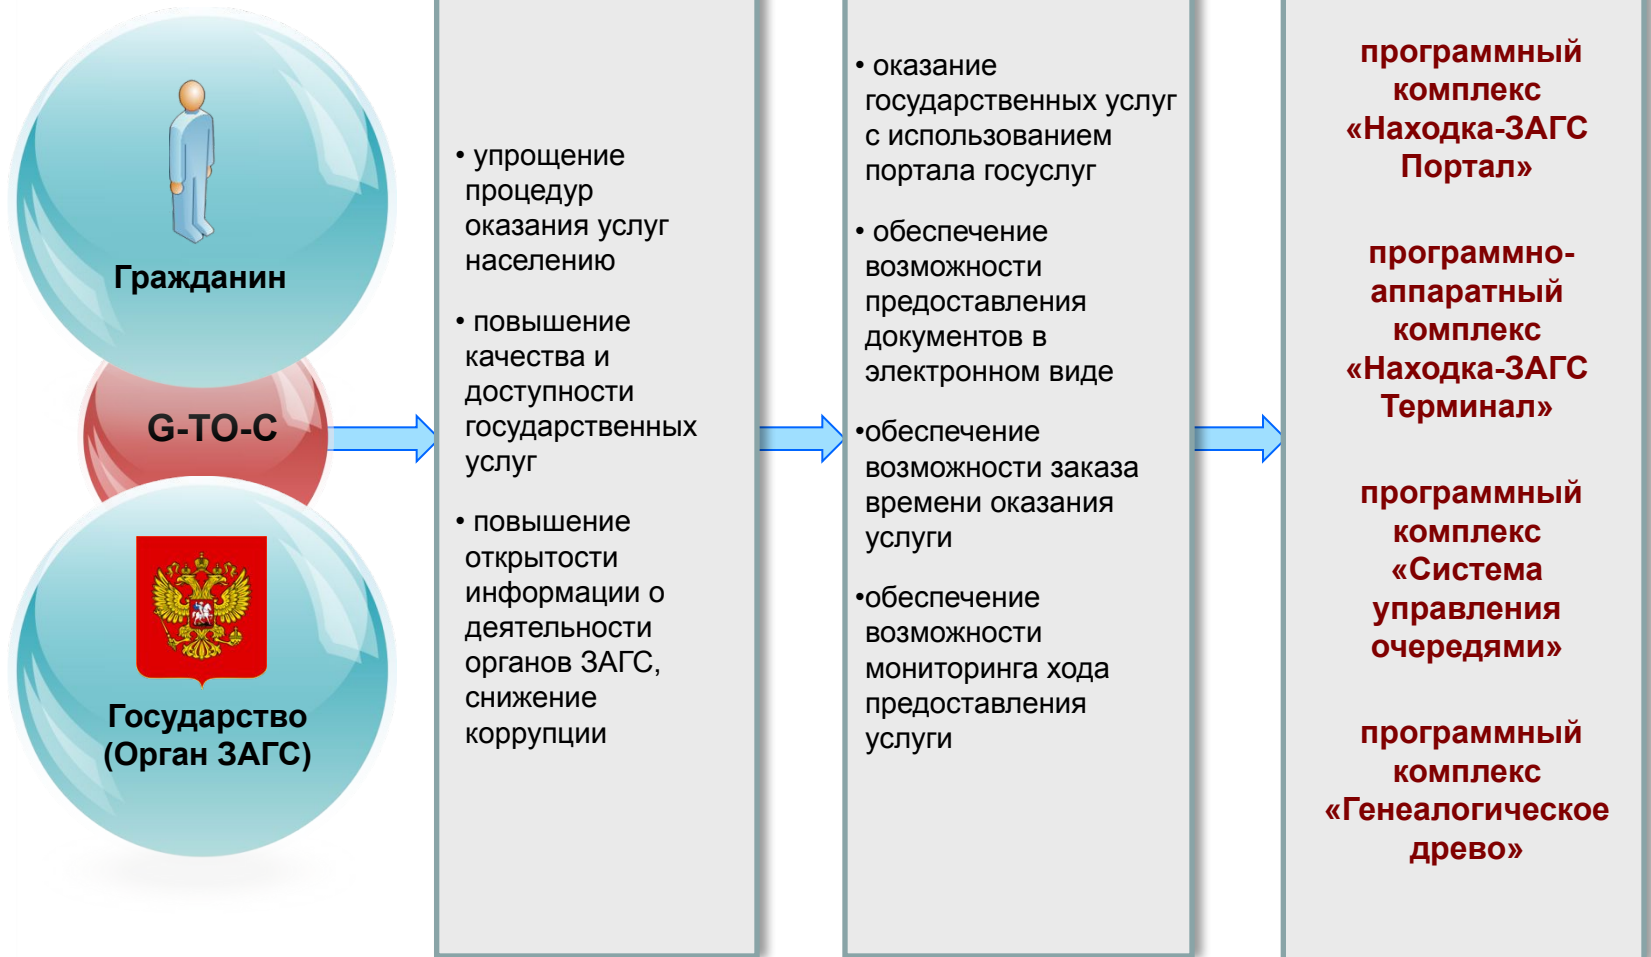 Гражданин
G-TO-C
Государство
(Орган ЗАГС)
• упрощение
процедур
оказания услуг
населению
• повышение
качества и
доступности
государственных
услуг
• повышение
открытости
информации о
деятельности
органов ЗАГС,
снижение
коррупции
• оказание
государственных услуг
с использованием
портала госуслуг
• обеспечение
возможности
предоставления
документов в
электронном виде
•обеспечение
возможности заказа
времени оказания
услуги
•обеспечение
возможности
мониторинга хода
предоставления
услуги
программный
комплекс
«Находка-ЗАГС
Портал»
программно-
аппаратный
комплекс
«Находка-ЗАГС
Терминал»
программный
комплекс
«Система
управления
очередями»
программный
комплекс
«Генеалогическое
древо»